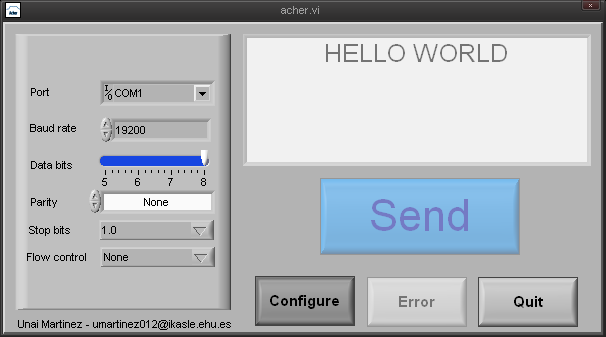 acher.vi
Port
COM1
Baud rate
19200
Data bits
5 6 7 8
Parity
None
Stop bits
1.0
Flow control
None
HELLO WORLD
Send
Configure
Error
Quit
Unai Martinez - umartinez012@ikasle.ehu.es